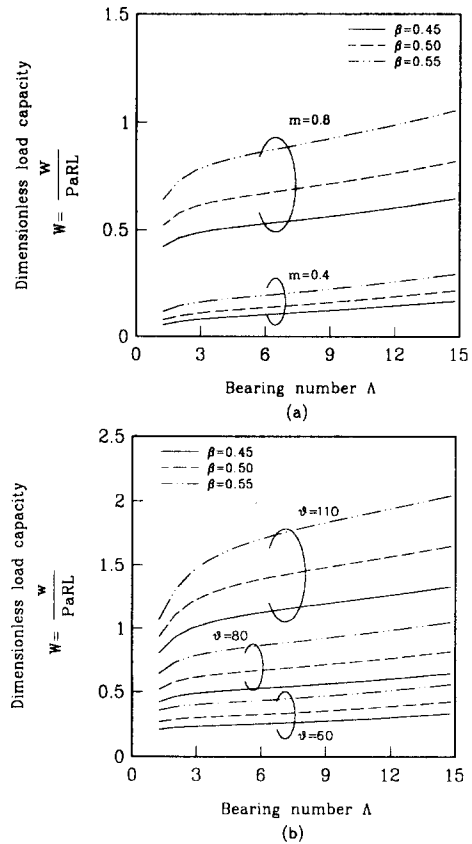 1.5
β=0.45
β=0.50
β=0.55
m=0.8
1
Dimensionless load capacity
W= w / PaRL
0.5
m=0.4
0
0 3 6 9 12 15
Bearing number Λ
(a)
2.5
β=0.45
β=0.50
β=0.55
2
ϑ=110
1.5
Dimensionless load capacity
W= w / PaRL
1
ϑ=80
0.5
ϑ=60
0
0 3 6 9 12 15
Bearing number Λ
(b)